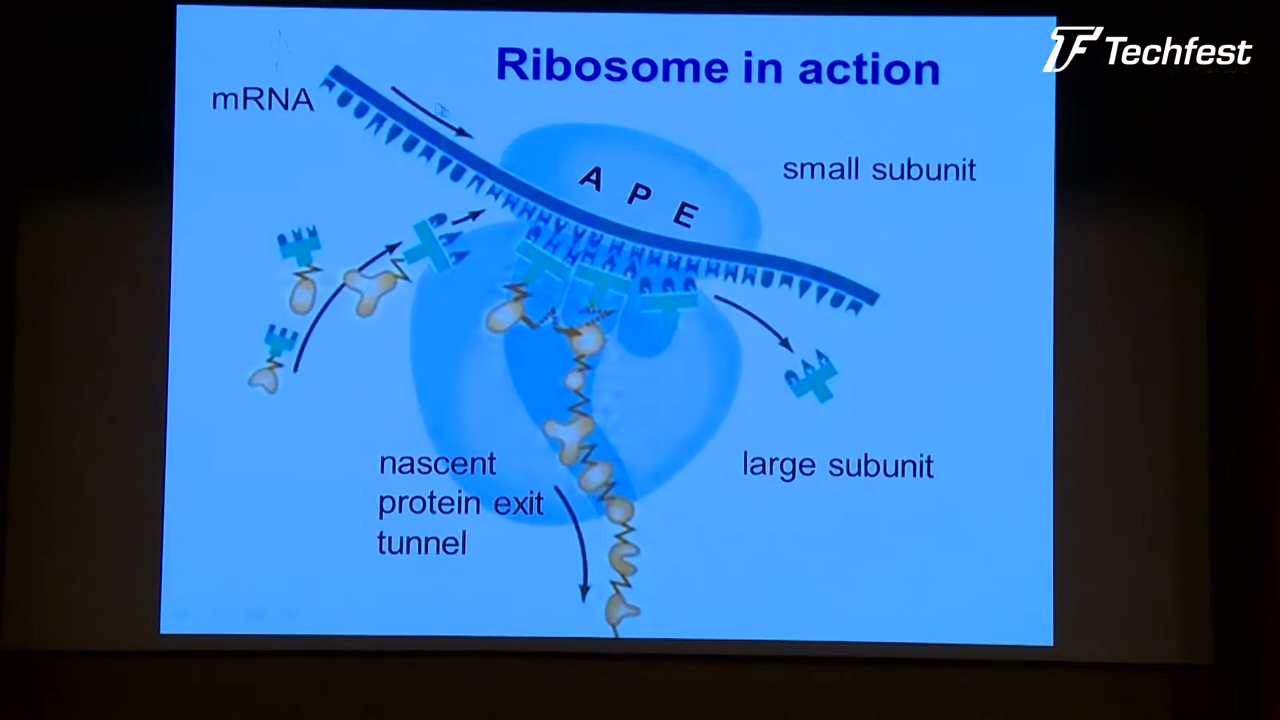 Techfest
Ribosome in action
mRNA
small subunit
A P E
nascent
protein exit
tunnel
large subunit